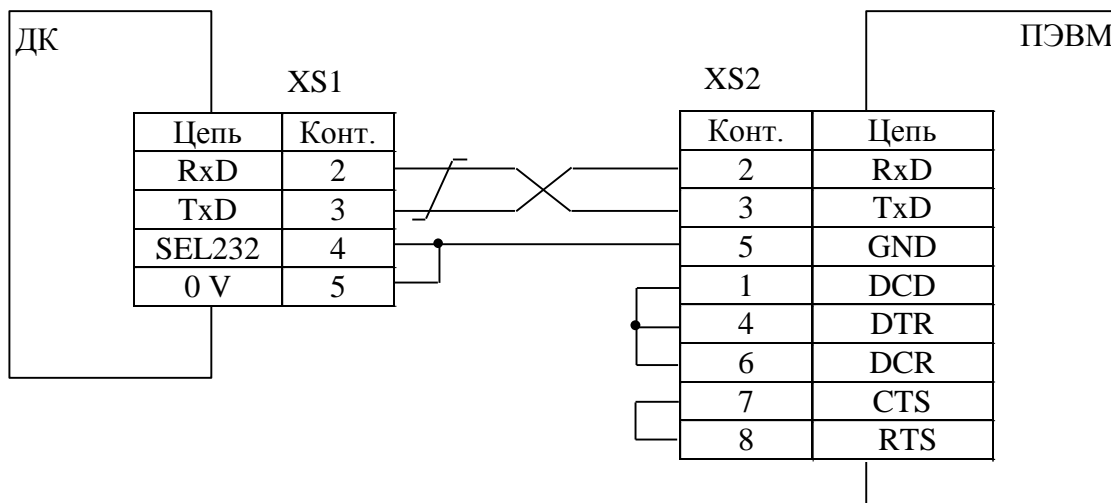 ДК
ПЭВМ
XS1
XS2
Цепь Конт.
RxD 2
TxD 3
SEL232 4
0 V 5
Конт. Цепь
2 RxD
3 TxD
5 GND
1 DCD
4 DTR
6 DCR
7 CTS
8 RTS